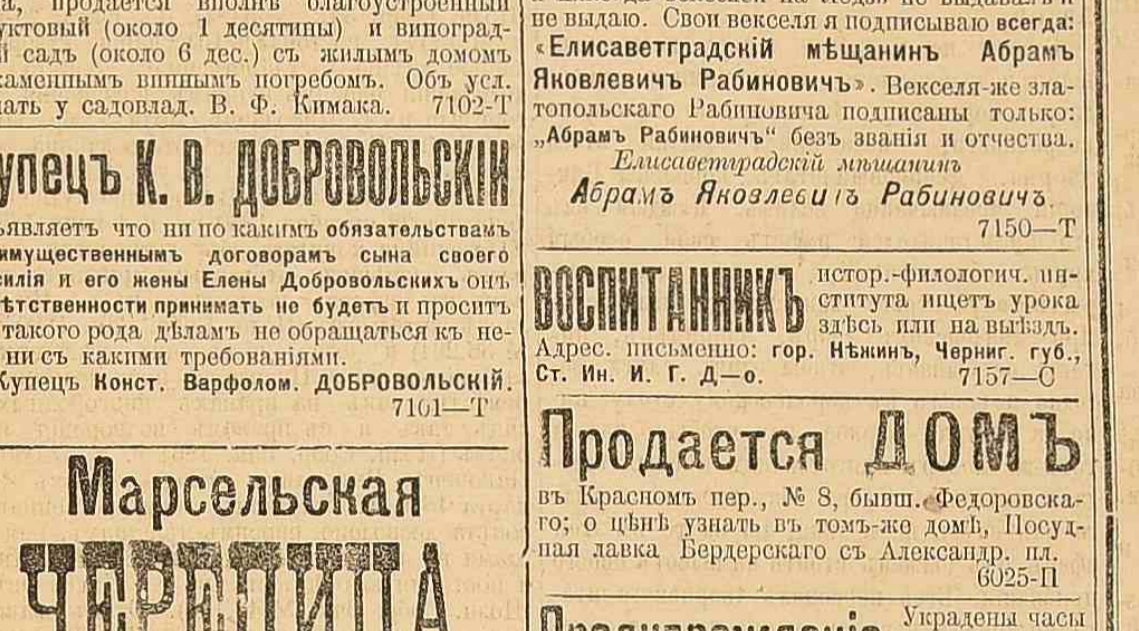 продается вполнѣ благоустроенный
(около 1 десятины) и виноград-
садъ (около 6 дес.) съ жилымъ домомъ
каменнымъ виннымъ погребомъ. Объ усл.
у садовлад. В. Ф. Кимака. 7102-Т
упецъ К. В. ДОБРОВОЛЬСКІЙ
ъявляетъ что ни по какимъ обязательствамъ
имущественнымъ договорамъ сына своего
силія и его жены Елены Добровольскихъ онъ
вѣтственности принимать не будетъ и проситъ
такого рода дѣламъ не обращаться къ не-
ни съ какими требованіями.
Купецъ Конст. Варфолом. ДОБРОВОЛЬСКІЙ.
7101—Т
Марсельская
ЧЕРЕПИЦА
не выдаю. Свои векселя я подписываю всегда:
«Елисаветградскій мѣщанинъ Абрамъ
Яковлевичъ Рабиновичъ». Векселя-же зла-
топольскаго Рабиновича подписаны только:
„Абрамъ Рабиновичъ“ безъ званія и отчества.
Елисаветградскій мѣщанинъ
Абрамъ Яковлевичъ Рабиновичъ.
7150—Т
ВОСПИТАННИКЪ истор.-филологич. ин-
ститута ищетъ урока
здѣсь или на выѣздъ.
Адрес. письменно: гор. Нѣжинъ, Черниг. губ.,
Ст. Ин. И. Г. Д—о. 7157—С
Продается ДОМЪ
въ Красномъ пер., № 8, бывш. Федоровска-
го; о цѣнѣ узнать въ томъ-же домѣ, Посуд-
ная лавка Бердерскаго съ Александр. пл.
6025-П
Предупрежденіе Украдены часы